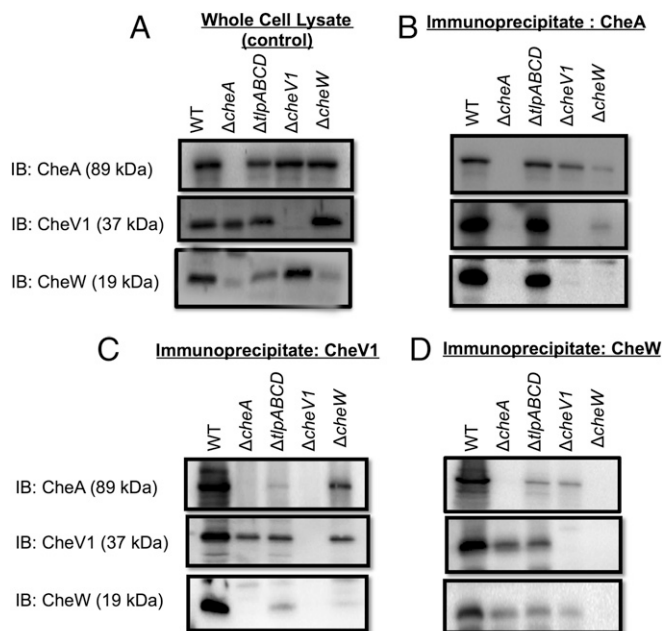 A
Whole Cell Lysate
(control)
WT
ΔcheA
ΔtlpABCD
ΔcheV1
ΔcheW
IB: CheA (89 kDa)
IB: CheV1 (37 kDa)
IB: CheW (19 kDa)
B
Immunoprecipitate : CheA
WT
ΔcheA
ΔtlpABCD
ΔcheV1
ΔcheW
C
Immunoprecipitate: CheV1
WT
ΔcheA
ΔtlpABCD
ΔcheV1
ΔcheW
IB: CheA (89 kDa)
IB: CheV1 (37 kDa)
IB: CheW (19 kDa)
D
Immunoprecipitate: CheW
WT
ΔcheA
ΔtlpABCD
ΔcheV1
ΔcheW